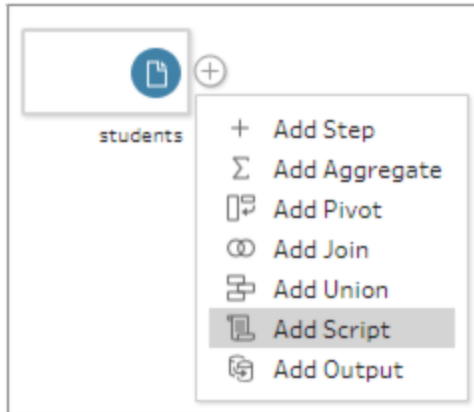 students
Add Step
Add Aggregate
Add Pivot
Add Join
Add Union
Add Script
Add Output